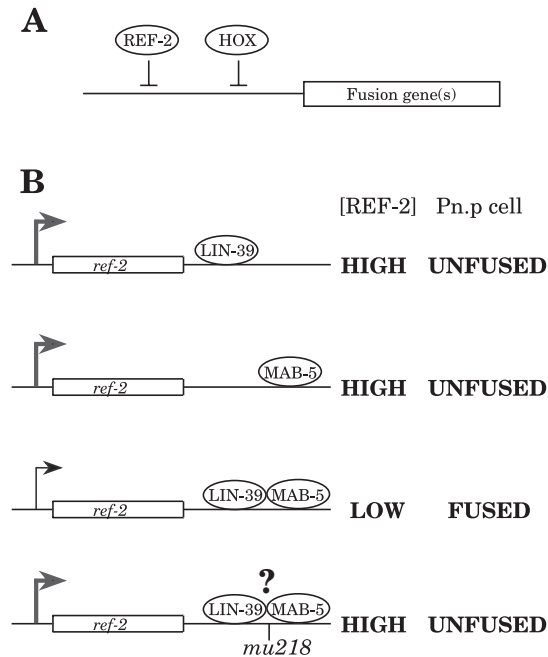 A
REF-2 HOX
Fusion gene(s)
B
[REF-2] Pn.p cell
LIN-39
ref-2
HIGH UNFUSED
MAB-5
ref-2
HIGH UNFUSED
LIN-39 MAB-5
ref-2
LOW FUSED
?
LIN-39 MAB-5
ref-2
HIGH UNFUSED
mu218